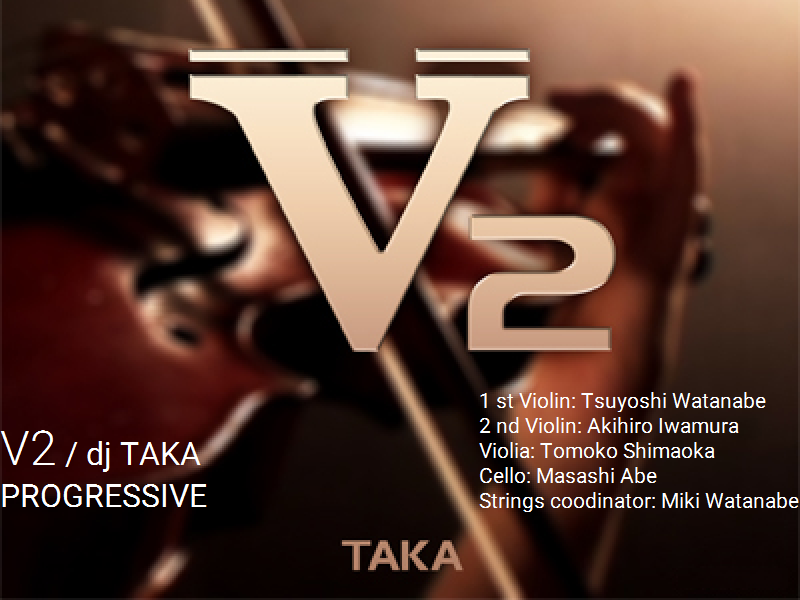 V2
V2 / dj TAKA
PROGRESSIVE
1 st Violin: Tsuyoshi Watanabe
2 nd Violin: Akihiro Iwamura
Violia: Tomoko Shimaoka
Cello: Masashi Abe
Strings coodinator: Miki Watanabe
TAKA